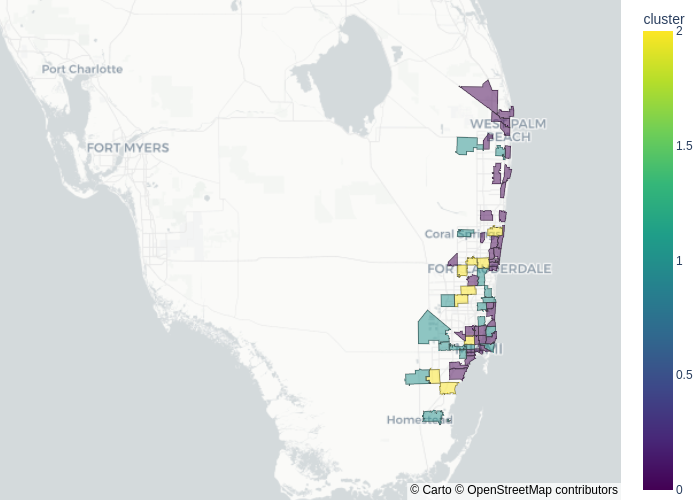 cluster
2
Port Charlotte
WEST PALM
BEACH
FORT MYERS
1.5
Coral Springs
FORT LAUDERDALE
1
0.5
Homestead
0
© Carto © OpenStreetMap contributors